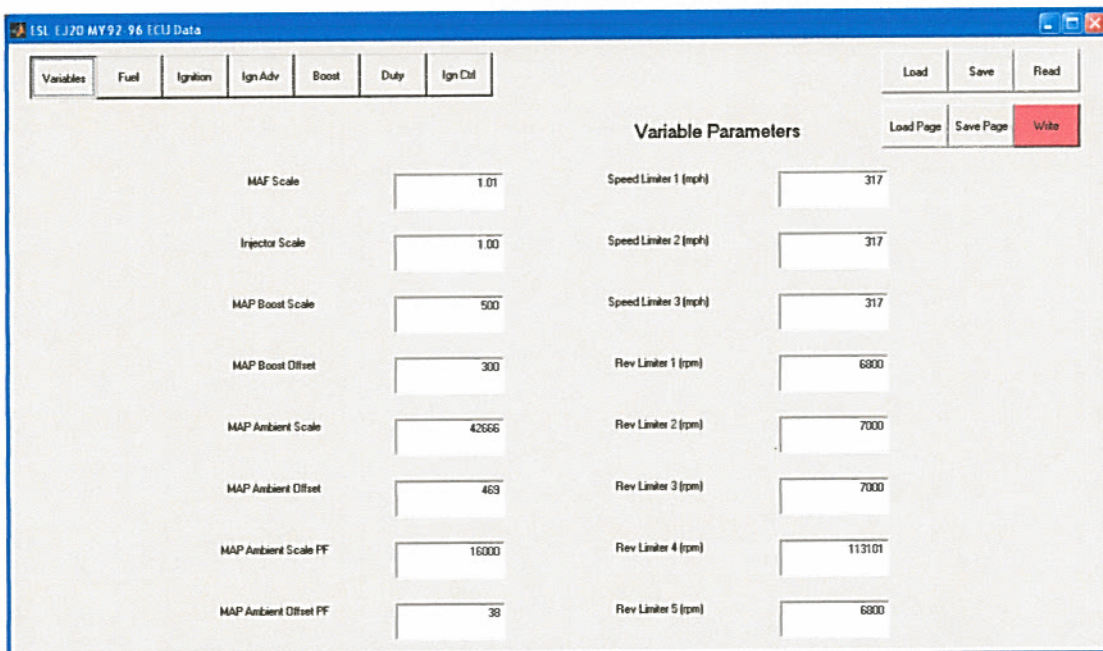 ESL EJ20 MY92-96 ECU Data
Variables Fuel Ignition Ign Adv Boost Duty Ign Ctrl Load Save Read
Variable Parameters Load Page Save Page Write
MAF Scale 1.01 Speed Limiter 1 (mph) 317
Injector Scale 1.00 Speed Limiter 2 (mph) 317
MAP Boost Scale 500 Speed Limiter 3 (mph) 317
MAP Boost Offset 300 Rev Limiter 1 (rpm) 6800
MAP Ambient Scale 42666 Rev Limiter 2 (rpm) 7000
MAP Ambient Offset 469 Rev Limiter 3 (rpm) 7000
MAP Ambient Scale PF 16000 Rev Limiter 4 (rpm) 113101
MAP Ambient Offset PF 38 Rev Limiter 5 (rpm) 6800